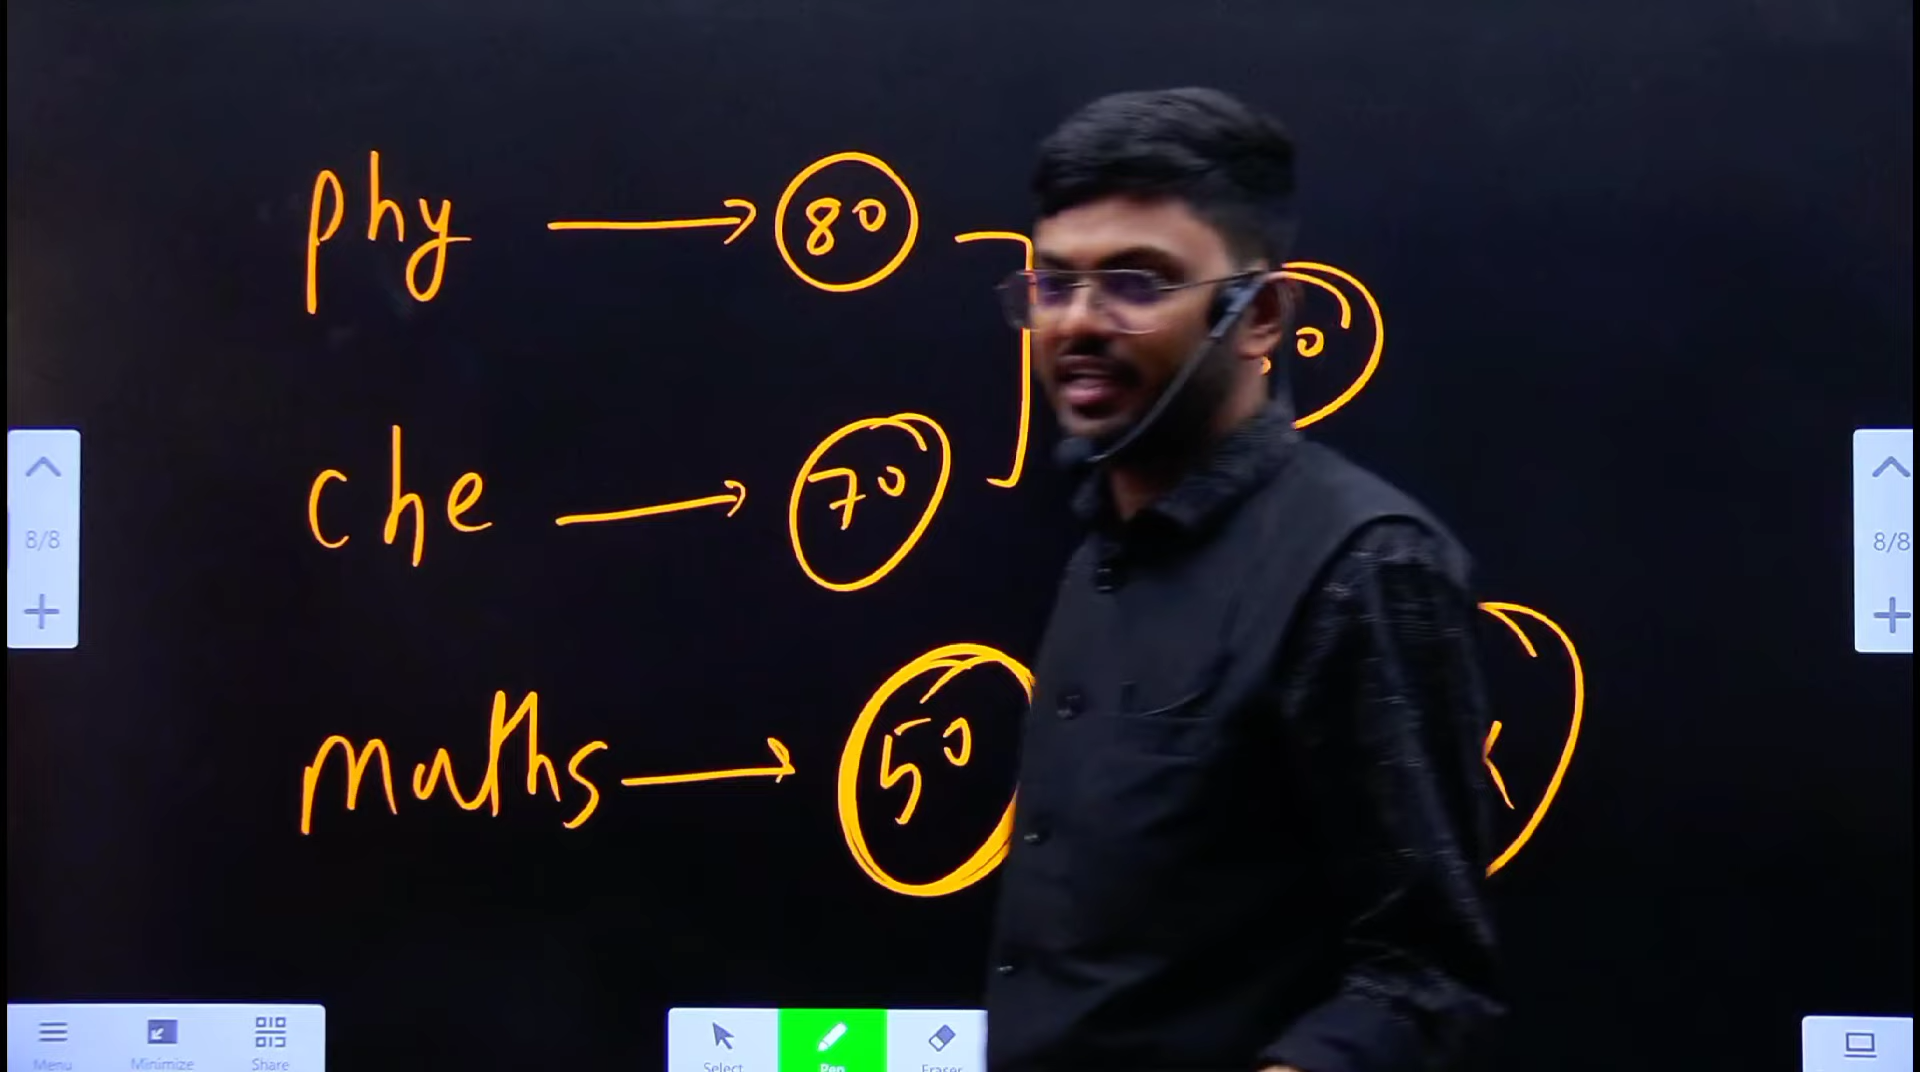 phy → 80
che → 70
maths → 50
8/8
8/8
Menu
Minimize
Share
Select
Pen
Eraser